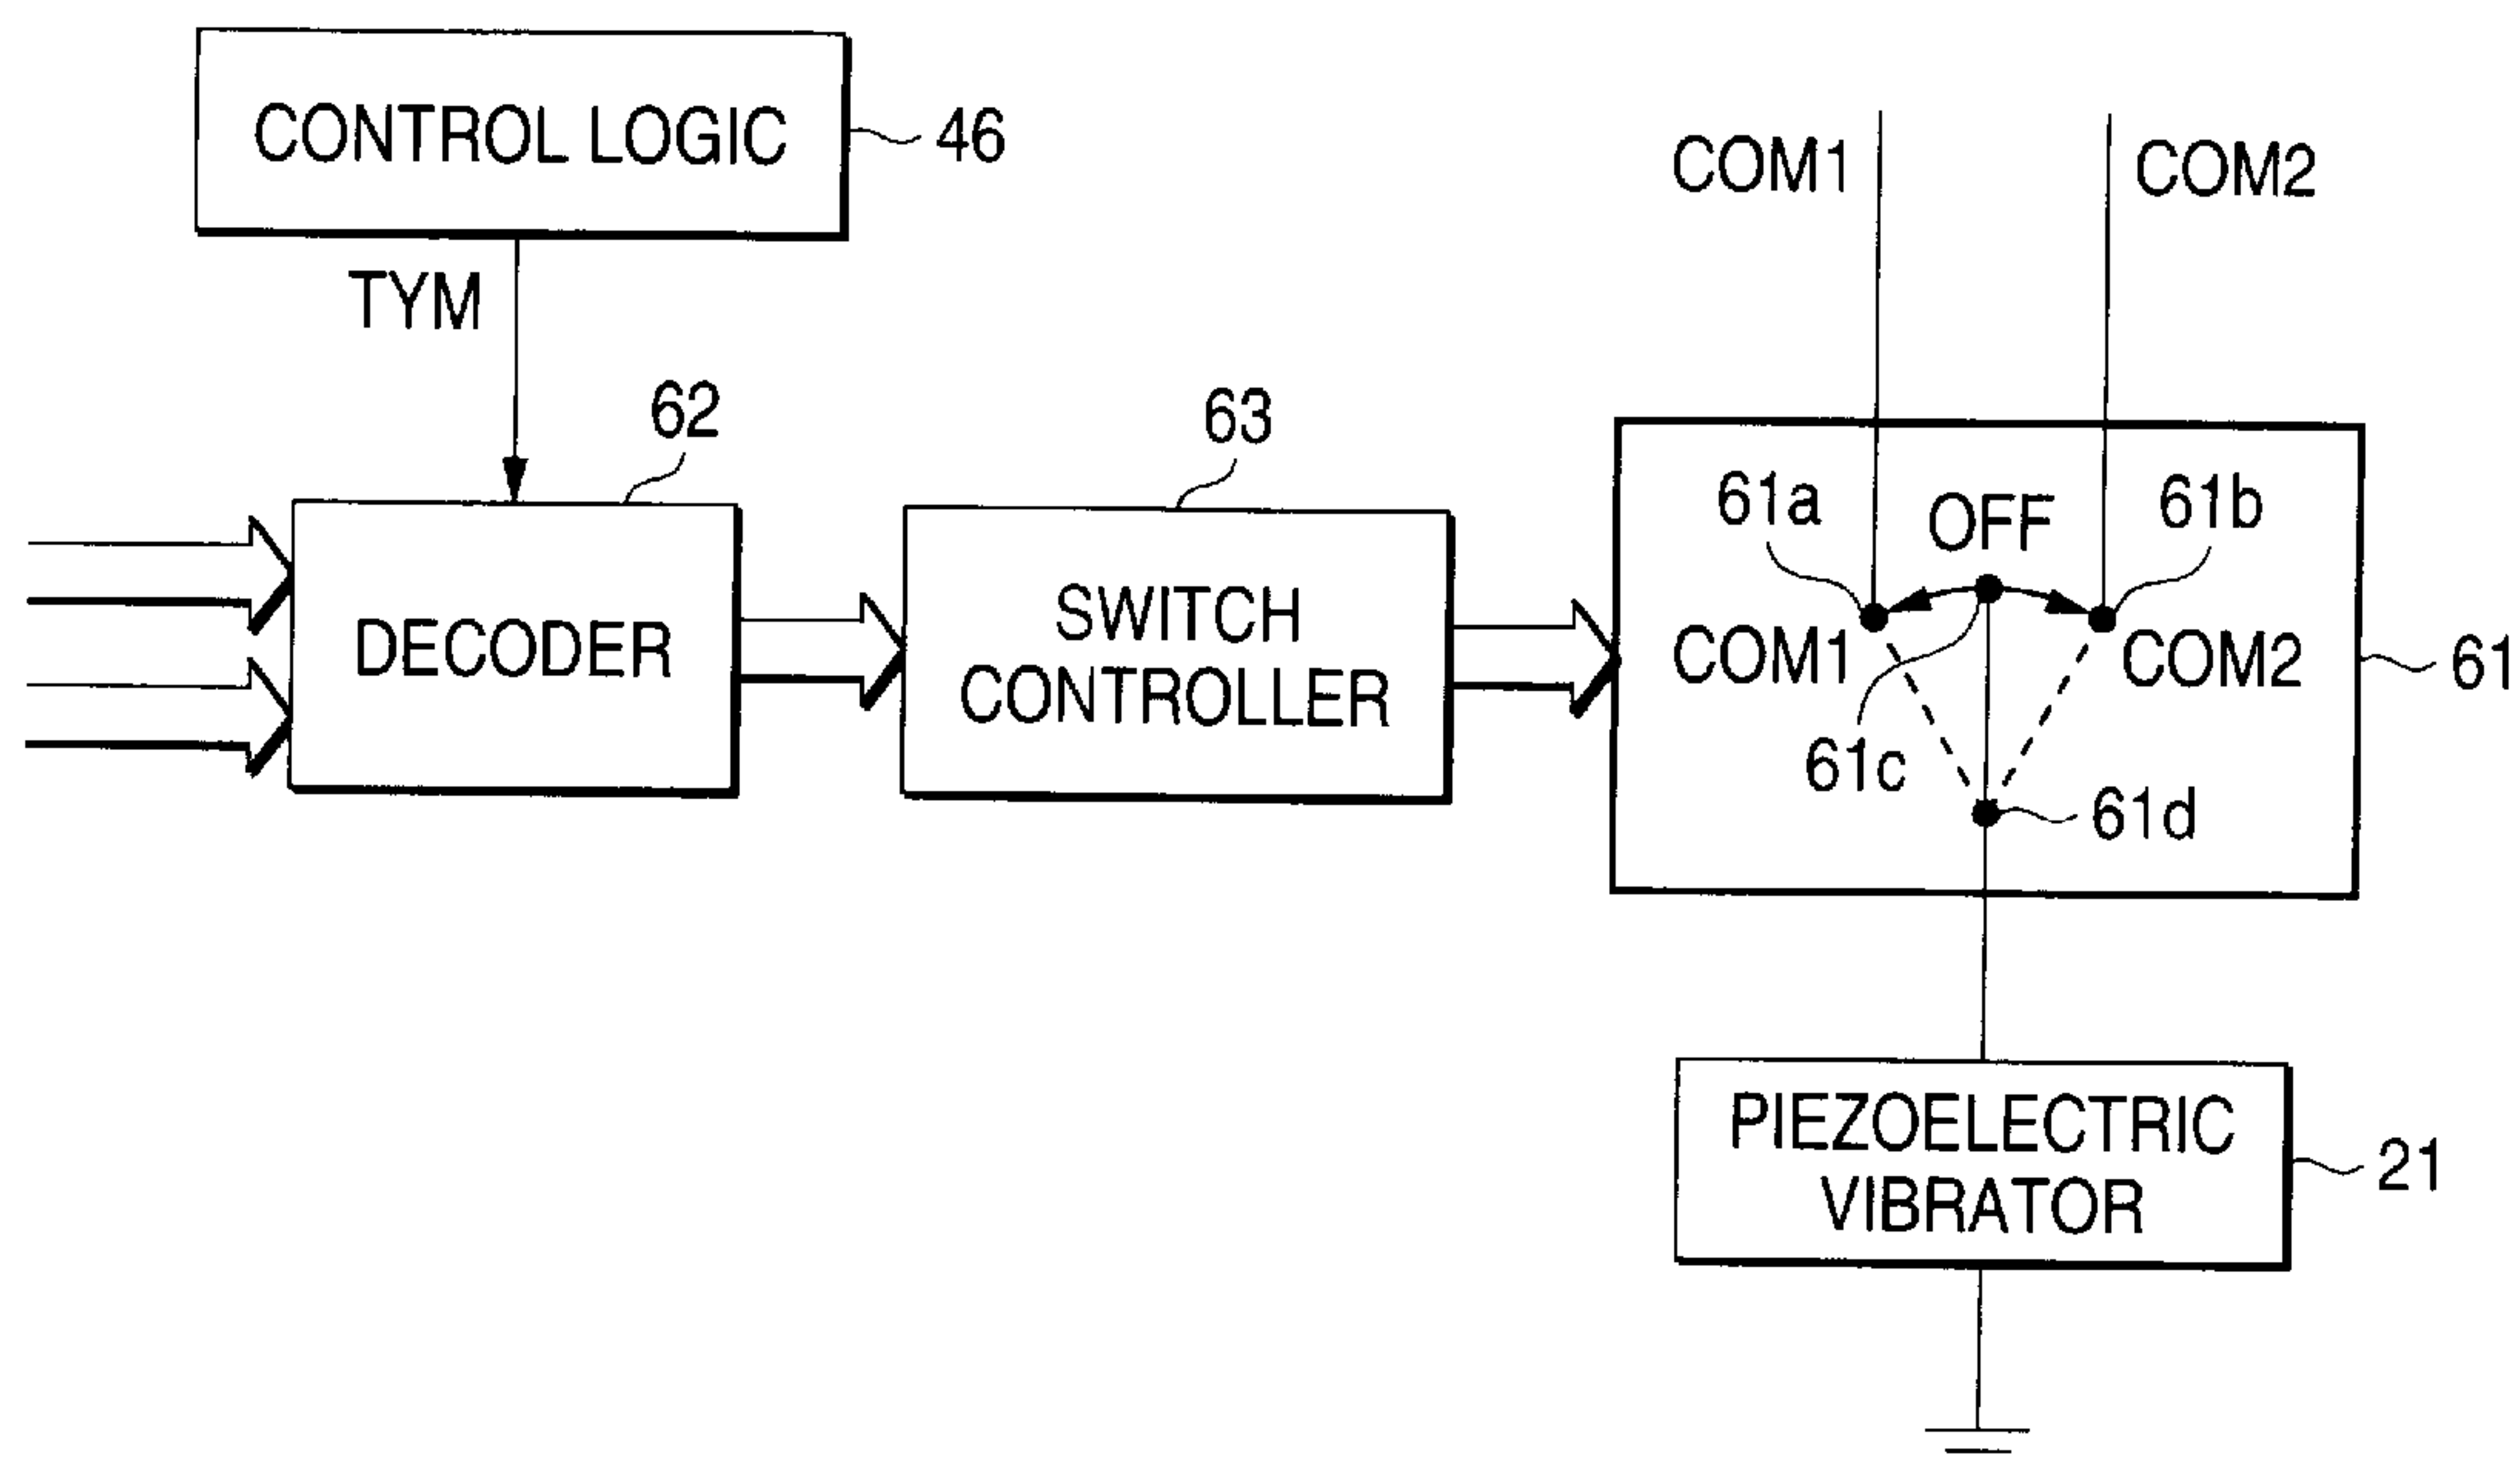 CONTROL LOGIC
46
COM1
COM2
TYM
62
63
61a
OFF
61b
DECODER
SWITCH
CONTROLLER
COM1
COM2
61
61c
61d
PIEZOELECTRIC
VIBRATOR
21